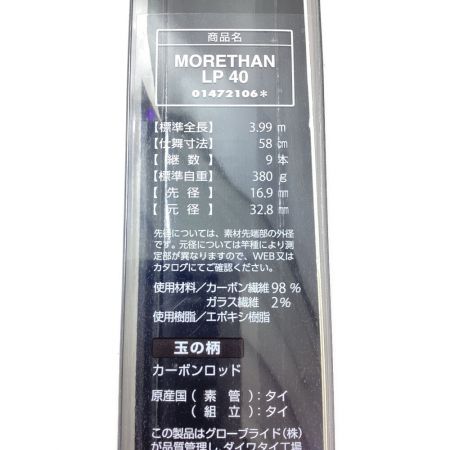 商品名
MORETHAN
LP 40
01472106*
【標準全長】 3.99 m
【仕舞寸法】 58 cm
【継数】 9 本
【標準自重】 380 g
【先径】 16.9 mm
【元径】 32.8 mm
先径については、素材先端部の外径
です。元径については竿種により測
定部が異なりますので、WEB又は
カタログにてご確認ください。
使用材料/カーボン繊維 98 %
ガラス繊維 2%
使用樹脂/エポキシ樹脂
玉の柄
カーボンロッド
原産国(素管):タイ
(組立):タイ
この製品はグローブライド(株)
が品質管理し、ダイワタイ工場